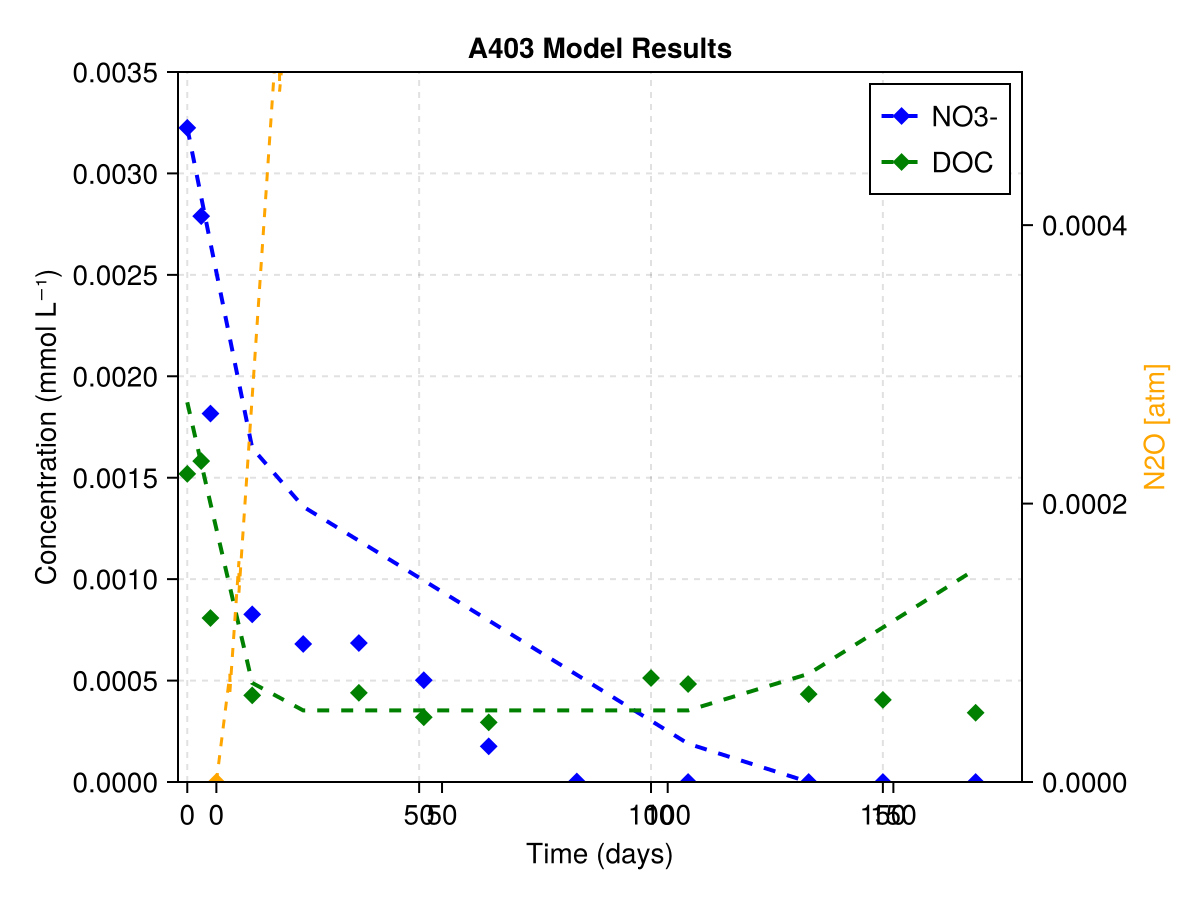 A403 Model Results
0.0035
0.0030
0.0025
0.0020
0.0015
0.0010
0.0005
0.0000
Concentration (mmol L⁻¹)
NO3-
DOC
0.0004
0.0002
0.0000
N2O [atm]
0 0 50 50 100 100 150 150
Time (days)